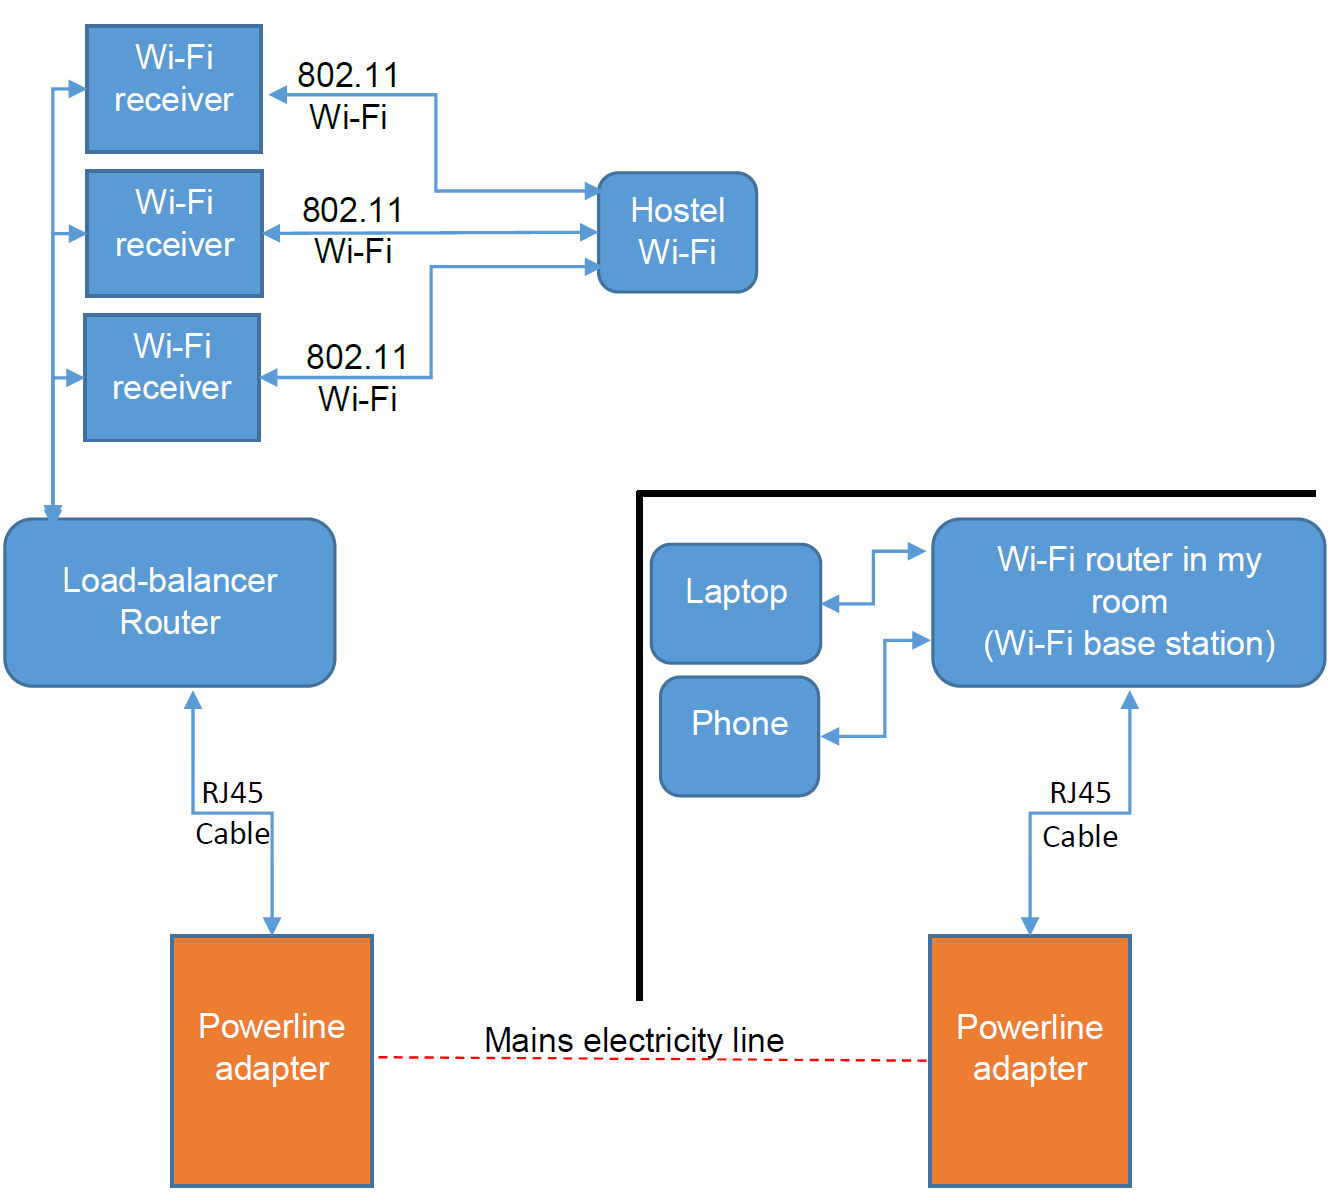 Wi-Fi
receiver
802.11
Wi-Fi
Wi-Fi
receiver
802.11
Wi-Fi
Hostel
Wi-Fi
Wi-Fi
receiver
802.11
Wi-Fi
Load-balancer
Router
Laptop
Phone
Wi-Fi router in my
room
(Wi-Fi base station)
RJ45
Cable
RJ45
Cable
Powerline
adapter
Mains electricity line
Powerline
adapter